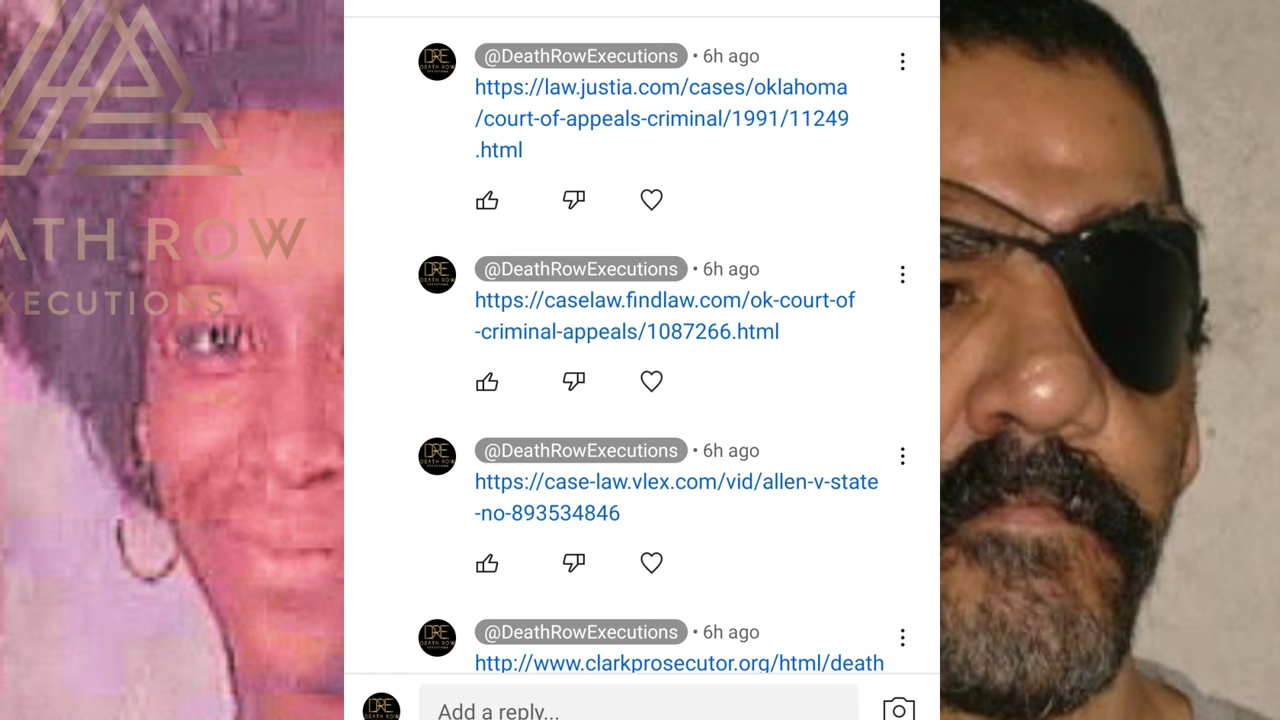 ATH ROW
XECUTIONS
@DeathRowExecutions • 6h ago
https://law.justia.com/cases/oklahoma
/court-of-appeals-criminal/1991/11249
.html
@DeathRowExecutions • 6h ago
https://caselaw.findlaw.com/ok-court-of
-criminal-appeals/1087266.html
@DeathRowExecutions • 6h ago
https://case-law.vlex.com/vid/allen-v-state
-no-893534846
@DeathRowExecutions • 6h ago
http://www.clarkprosecutor.org/html/death
Add a reply...